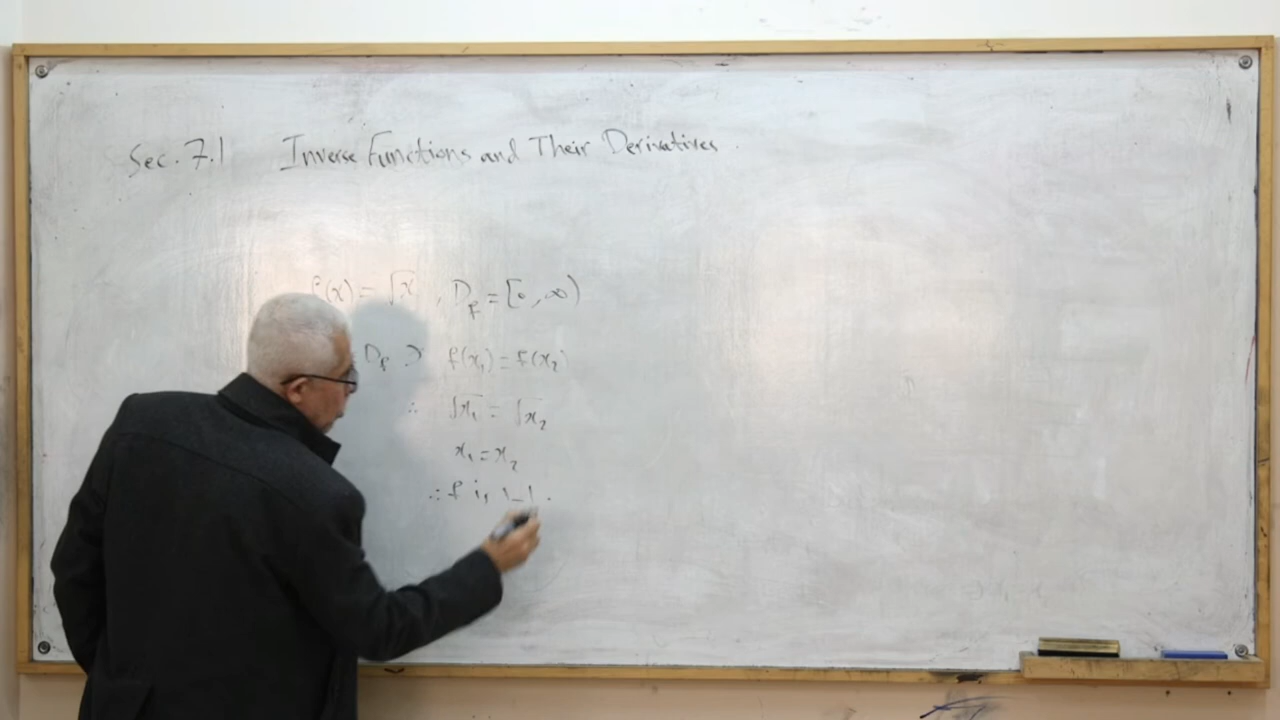 Sec. 7.1 Inverse Functions and Their Derivatives
f(x) = √x , D_f = [0, ∞)
D_f ∋ f(x₁) = f(x₂)
∴ √x₁ = √x₂
x₁ = x₂
∴ f is 1-1.